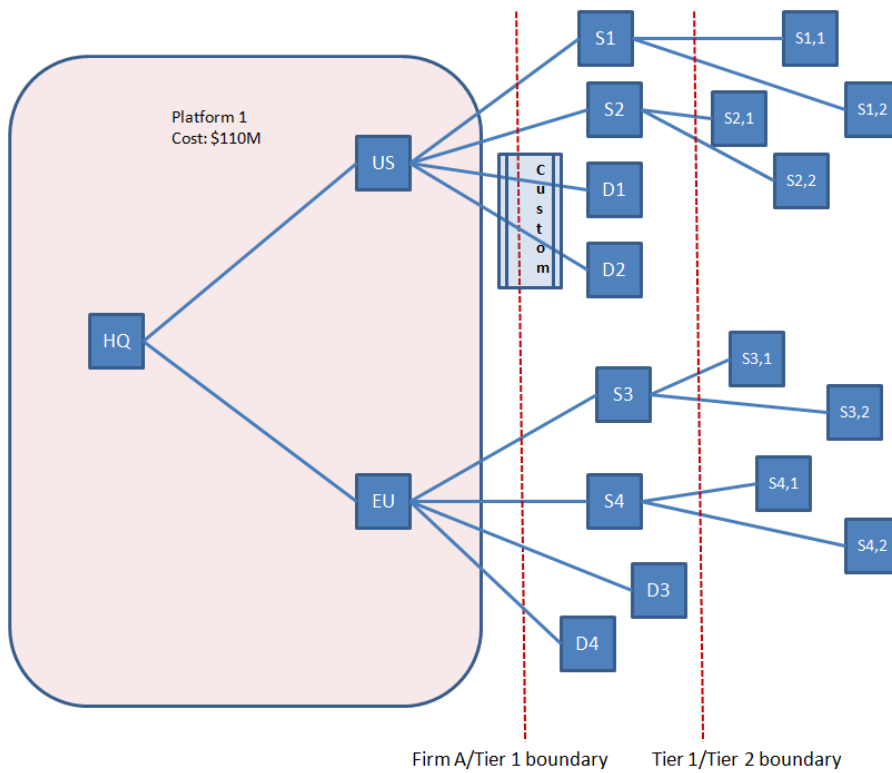 S1
S1,1
Platform 1
Cost: $110M
S2
S1,2
S2,1
US
Custom
S2,2
D1
D2
HQ
S3
S3,1
S3,2
EU
S4
S4,1
S4,2
D3
D4
Firm A/Tier 1 boundary
Tier 1/Tier 2 boundary